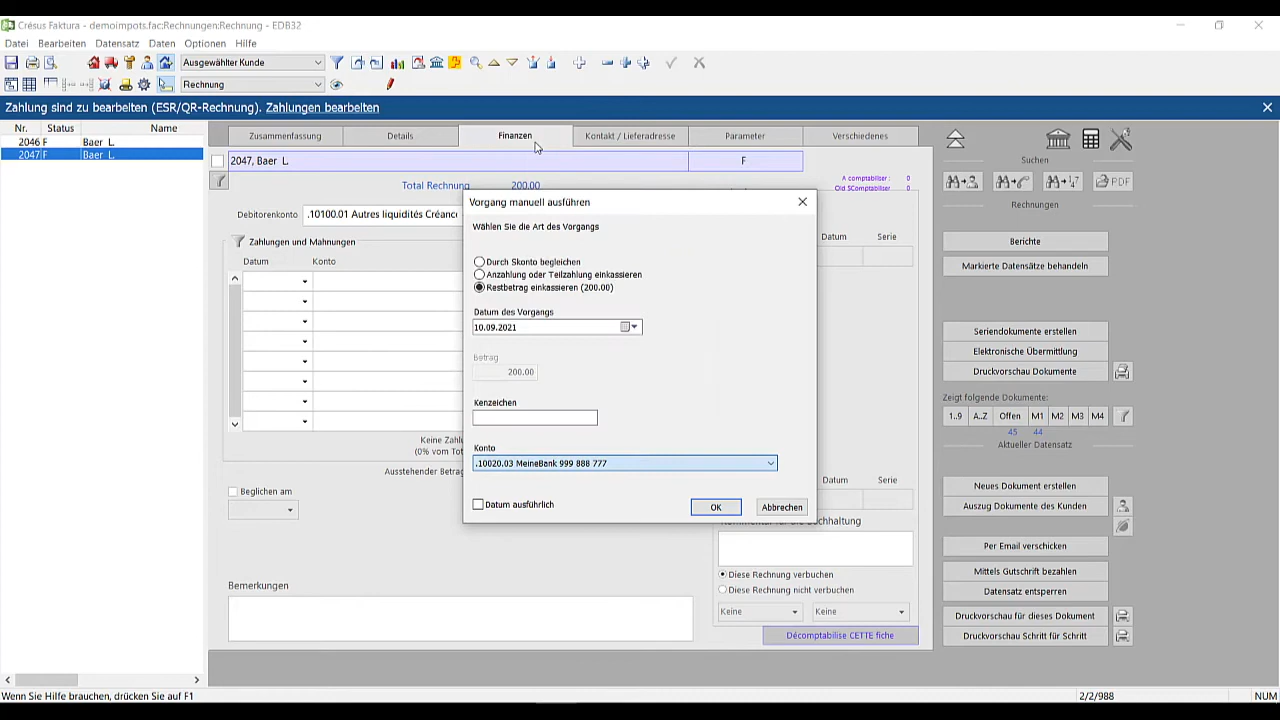 Crésus Faktura - demoimpots.fac:Rechnungen:Rechnung - EDB32
Datei Bearbeiten Datensatz Daten Optionen Hilfe
Ausgewählter Kunde
Rechnung
Zahlung sind zu bearbeiten (ESR/QR-Rechnung). Zahlungen bearbeiten
Nr. Status Name
2046 F Baer L.
2047 F Baer L.
Zusammenfassung Details Finanzen Kontakt / Lieferadresse Parameter Verschiedenes
2047, Baer L. F
A comptabiliser : 0
Old SComptabiliser 0
Total Rechnung 200.00
Debitorenkonto .10100.01 Autres liquidités Créanc
Zahlungen und Mahnungen
Datum Konto
Datum Serie
Keine Zahl
(0% vom Tot
Ausstehender Betrag
Beglichen am
Bemerkungen
Vorgang manuell ausführen
Wählen Sie die Art des Vorgangs
Durch Skonto begleichen
Anzahlung oder Teilzahlung einkassieren
Restbetrag einkassieren (200.00)
Datum des Vorgangs
10.09.2021
Betrag
200.00
Kenzeichen
Konto
.10020.03 MeineBank 999 888 777
Datum ausführlich
OK Abbrechen
Datum Serie
Kommentar für die Buchhaltung
Diese Rechnung verbuchen
Diese Rechnung nicht verbuchen
Keine Keine
Décomptabilise CETTE fiche
Suchen
PDF
Rechnungen
Berichte
Markierte Datensätze behandeln
Seriendokumente erstellen
Elektronische Übermittlung
Druckvorschau Dokumente
Zeigt folgende Dokumente:
1..9 A..Z Offen M1 M2 M3 M4
45 44
Aktueller Datensatz
Neues Dokument erstellen
Auszug Dokumente des Kunden
Per Email verschicken
Mittels Gutschrift bezahlen
Datensatz entsperren
Druckvorschau für dieses Dokument
Druckvorschau Schritt für Schritt
Wenn Sie Hilfe brauchen, drücken Sie auf F1
2/2/988
NUM